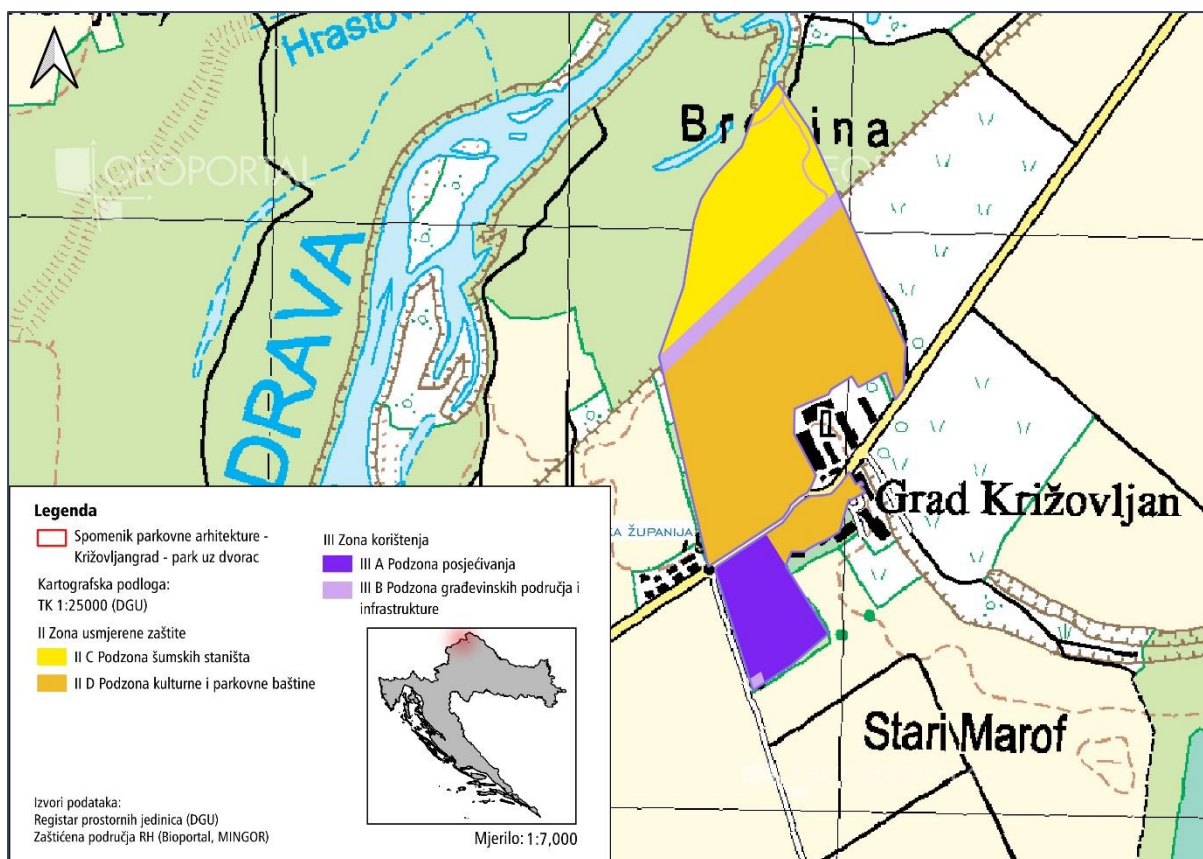 Hrastov
GEOPORTAL
Brezina
DRAVA
Grad Križovljan
KA ŽUPANIJA
Stari Marof
Legenda
Spomenik parkovne arhitekture -
Križovljangrad - park uz dvorac
Kartografska podloga:
TK 1:25000 (DGU)
II Zona usmjerene zaštite
II C Podzona šumskih staništa
II D Podzona kulturne i parkovne baštine
III Zona korištenja
III A Podzona posjećivanja
III B Podzona građevinskih područja i
infrastrukture
Izvori podataka:
Registar prostornih jedinica (DGU)
Zaštićena područja RH (Bioportal, MINGOR)
Mjerilo: 1:7,000